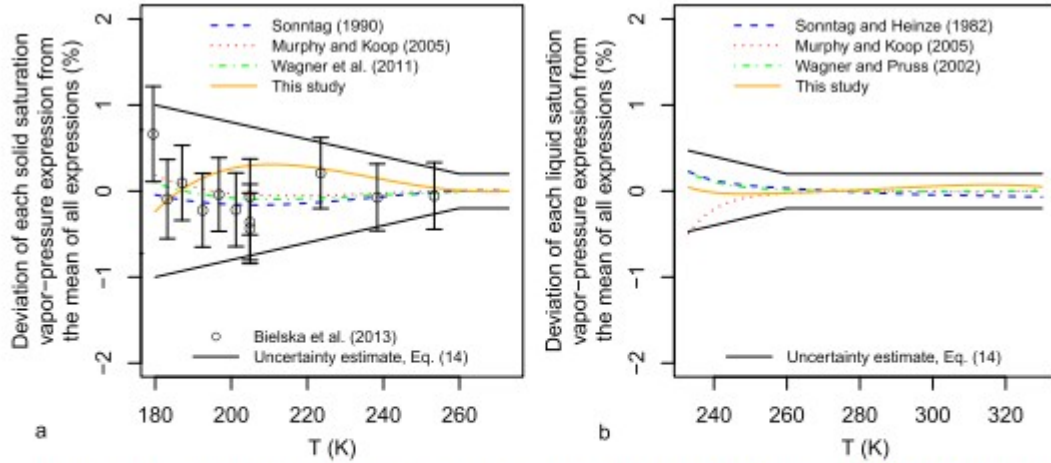 Deviation of each solid saturation
vapor−pressure expression from
the mean of all expressions (%)
2
1
0
−1
−2
Sonntag (1990)
Murphy and Koop (2005)
Wagner et al. (2011)
This study
Bielska et al. (2013)
Uncertainty estimate, Eq. (14)
180 200 220 240 260
T (K)
a
Deviation of each liquid saturation
vapor−pressure expression from
the mean of all expressions (%)
2
1
0
−1
−2
Sonntag and Heinze (1982)
Murphy and Koop (2005)
Wagner and Pruss (2002)
This study
Uncertainty estimate, Eq. (14)
240 260 280 300 320
T (K)
b